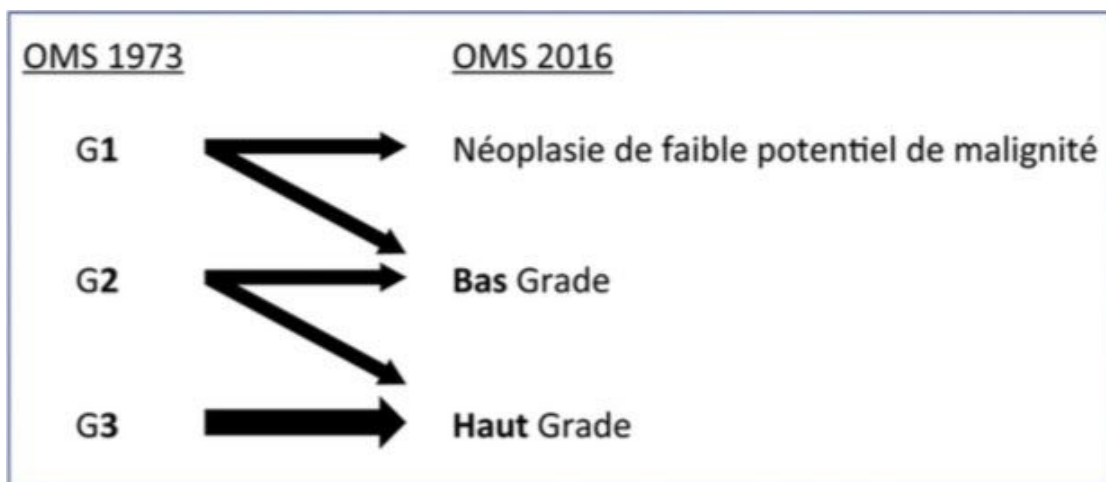 OMS 1973 OMS 2016
G1 Néoplasie de faible potentiel de malignité
G2 Bas Grade
G3 Haut Grade